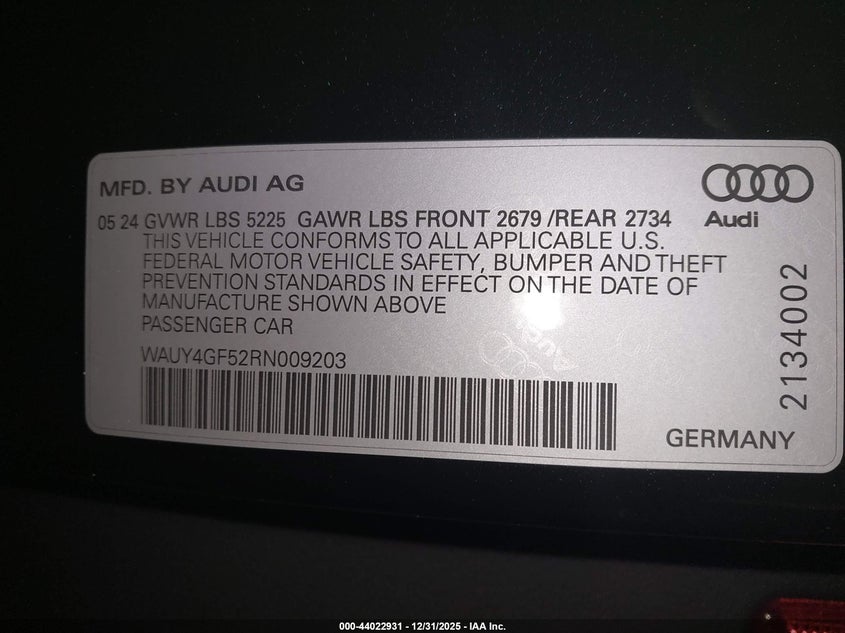 MFD. BY AUDI AG
Audi
05 24 GVWR LBS 5225 GAWR LBS FRONT 2679 /REAR 2734
THIS VEHICLE CONFORMS TO ALL APPLICABLE U.S.
FEDERAL MOTOR VEHICLE SAFETY, BUMPER AND THEFT
PREVENTION STANDARDS IN EFFECT ON THE DATE OF
MANUFACTURE SHOWN ABOVE
PASSENGER CAR
WAUY4GF52RN009203
2134002
GERMANY
000-44022931 - 12/31/2025 - IAA Inc.